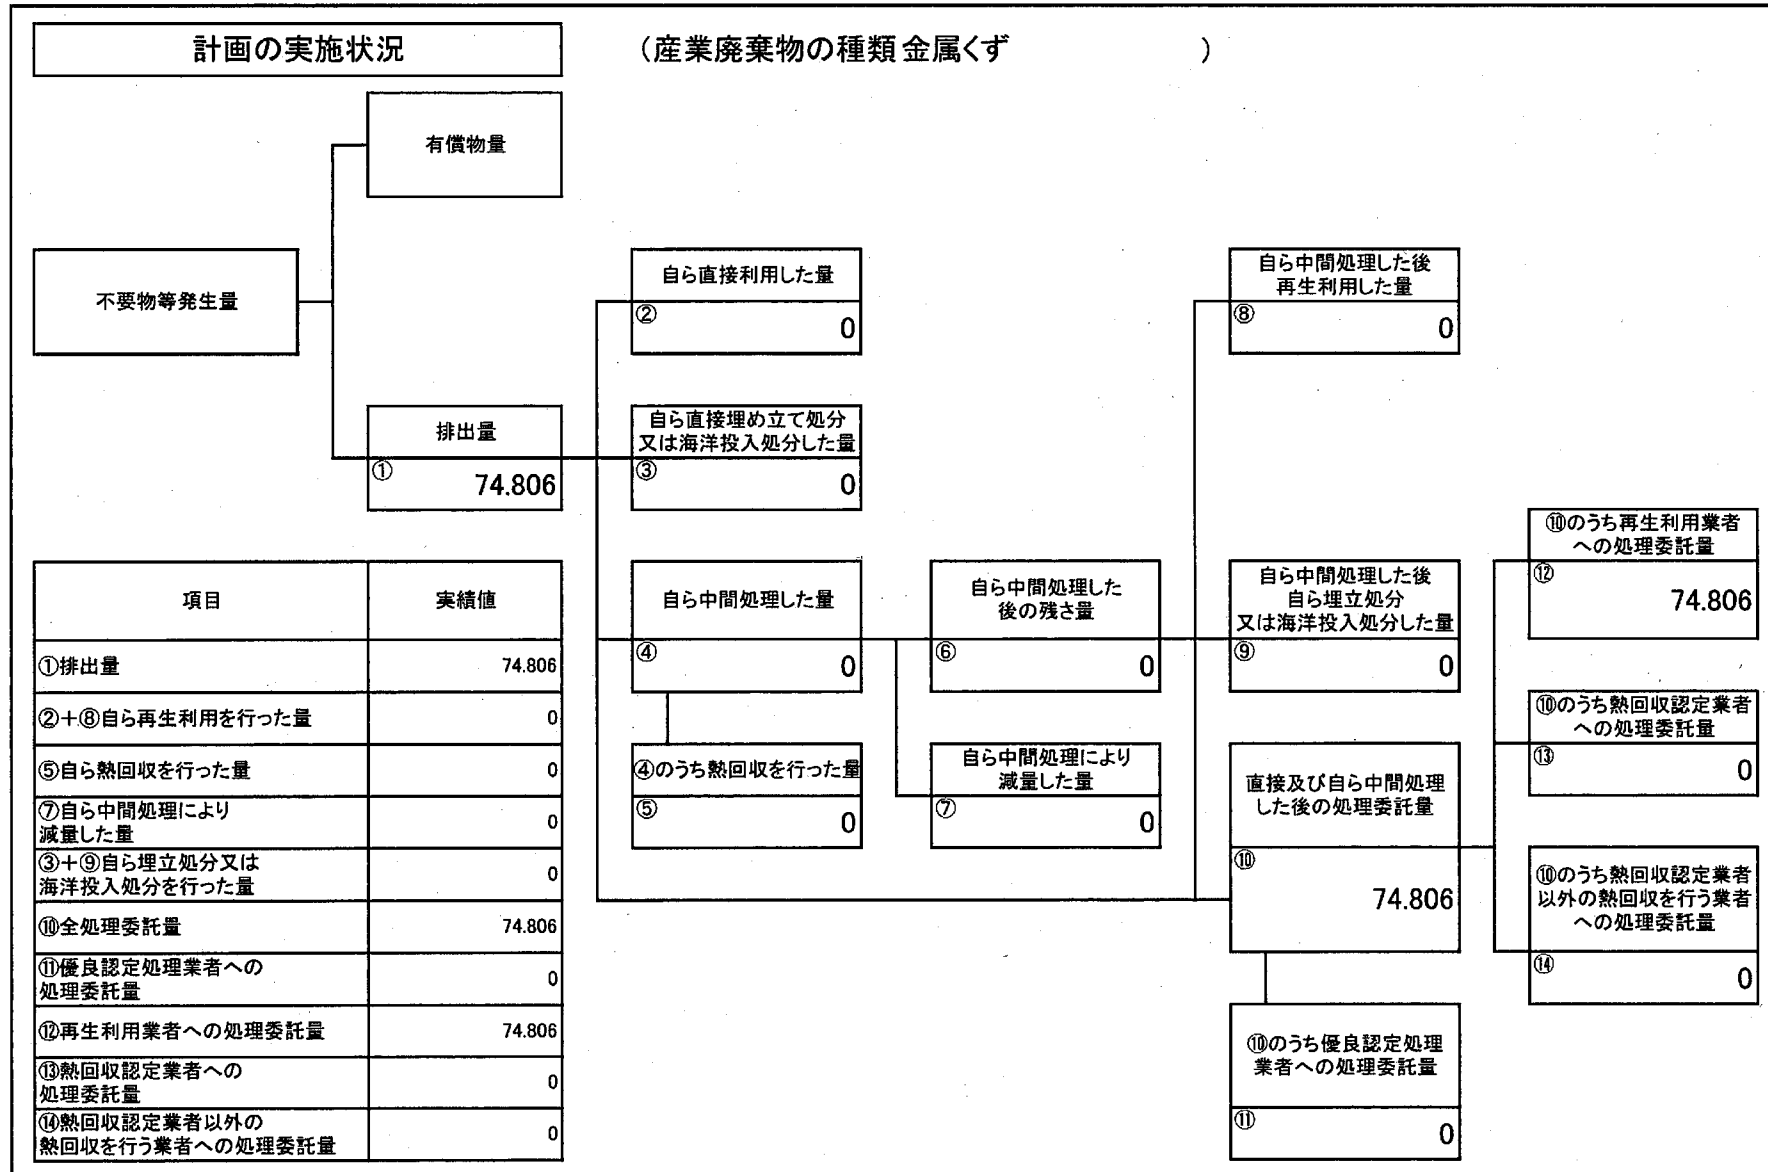 計画の実施状況
(産業廃棄物の種類 金属くず )
有償物量
不要物等発生量
排出量
① 74.806
自ら直接利用した量
② 0
自ら直接埋め立て処分
又は海洋投入処分した量
③ 0
自ら中間処理した量
④ 0
④のうち熱回収を行った量
⑤ 0
自ら中間処理した
後の残さ量
⑥ 0
自ら中間処理により
減量した量
⑦ 0
自ら中間処理した後
再生利用した量
⑧ 0
自ら中間処理した後
自ら埋立処分
又は海洋投入処分した量
⑨ 0
直接及び自ら中間処理
した後の処理委託量
⑩ 74.806
⑩のうち優良認定処理
業者への処理委託量
⑪ 0
⑩のうち再生利用業者
への処理委託量
⑫ 74.806
⑩のうち熱回収認定業者
への処理委託量
⑬ 0
⑩のうち熱回収認定業者
以外の熱回収を行う業者
への処理委託量
⑭ 0
項目 実績値
①排出量 74.806
②+⑧自ら再生利用を行った量 0
⑤自ら熱回収を行った量 0
⑦自ら中間処理により
減量した量 0
③+⑨自ら埋立処分又は
海洋投入処分を行った量 0
⑩全処理委託量 74.806
⑪優良認定処理業者への
処理委託量 0
⑫再生利用業者への処理委託量 74.806
⑬熱回収認定業者への
処理委託量 0
⑭熱回収認定業者以外の
熱回収を行う業者への処理委託量 0